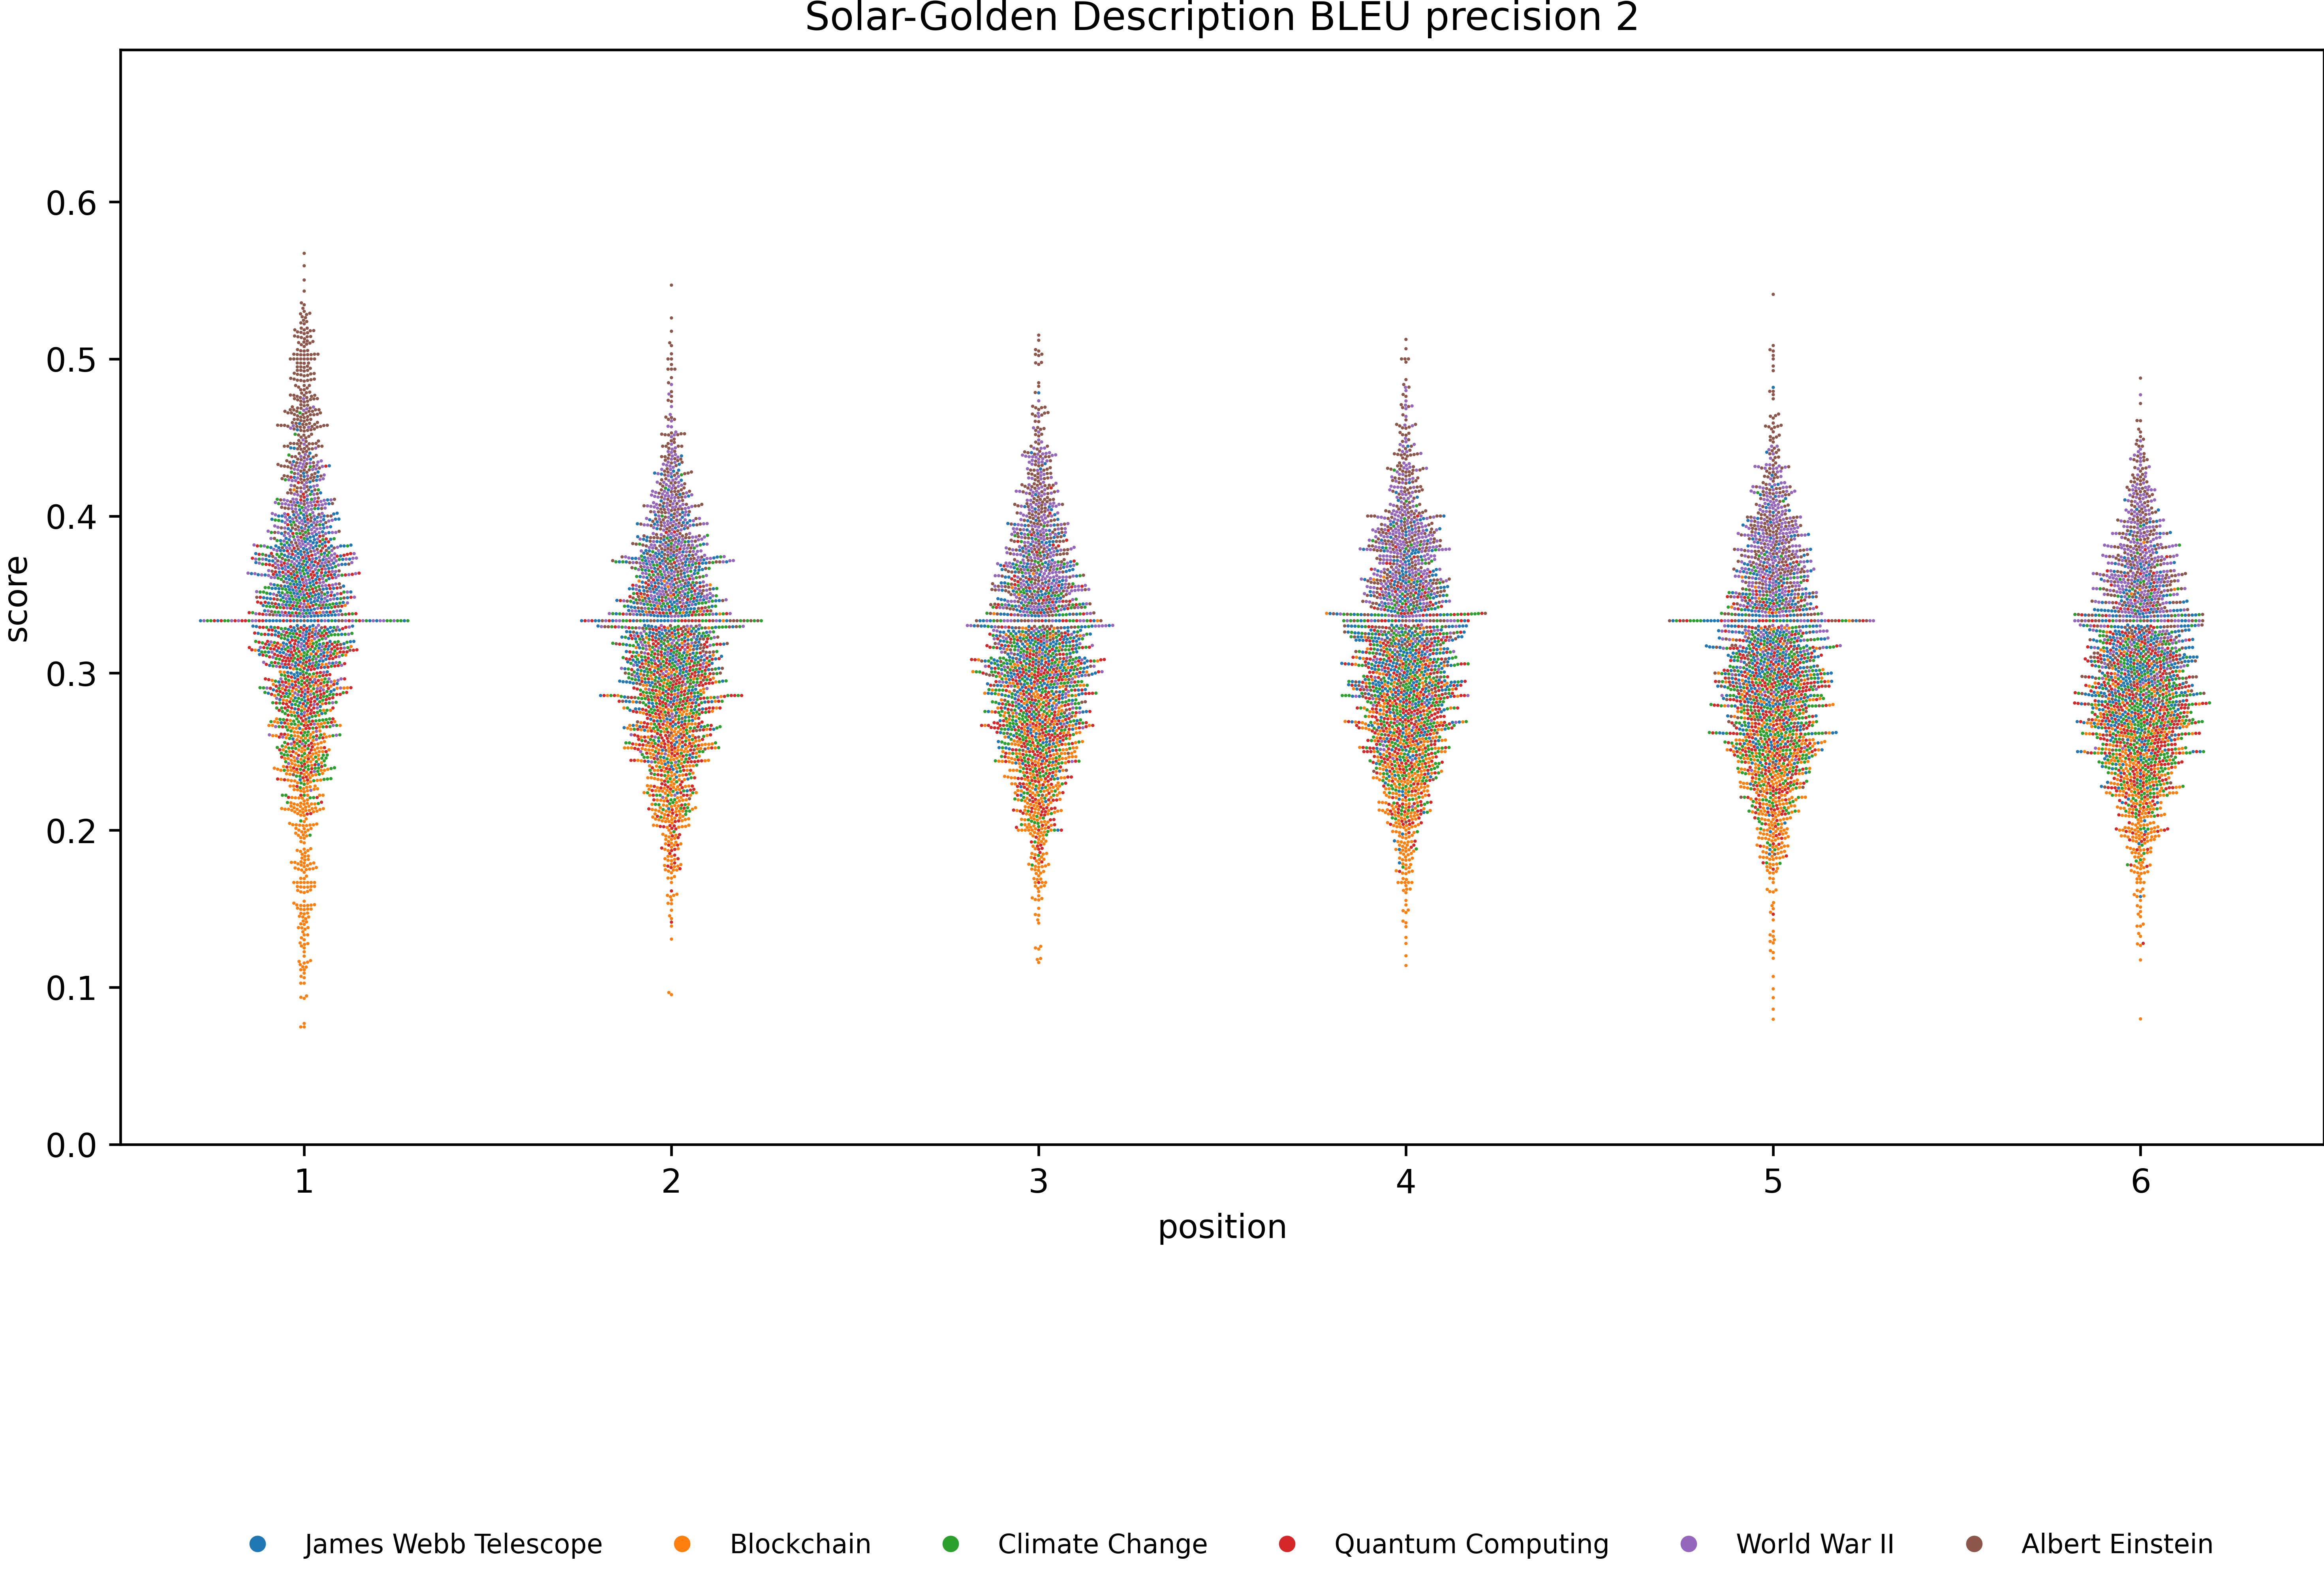 Solar-Golden Description BLEU precision 2
score
0.6
0.5
0.4
0.3
0.2
0.1
0.0
1 2 3 4 5 6
position
James Webb Telescope Blockchain Climate Change Quantum Computing World War II Albert Einstein